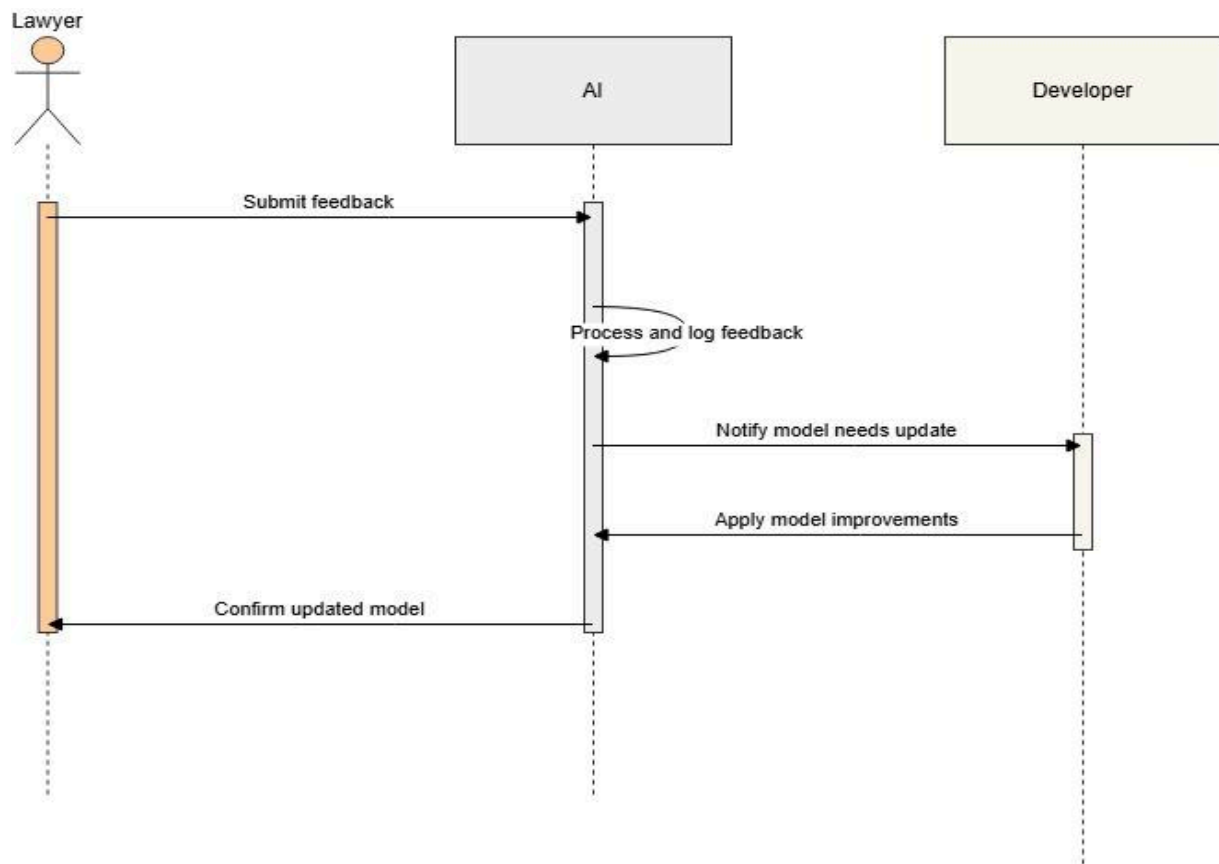 Lawyer
AI
Developer
Submit feedback
Process and log feedback
Notify model needs update
Apply model improvements
Confirm updated model